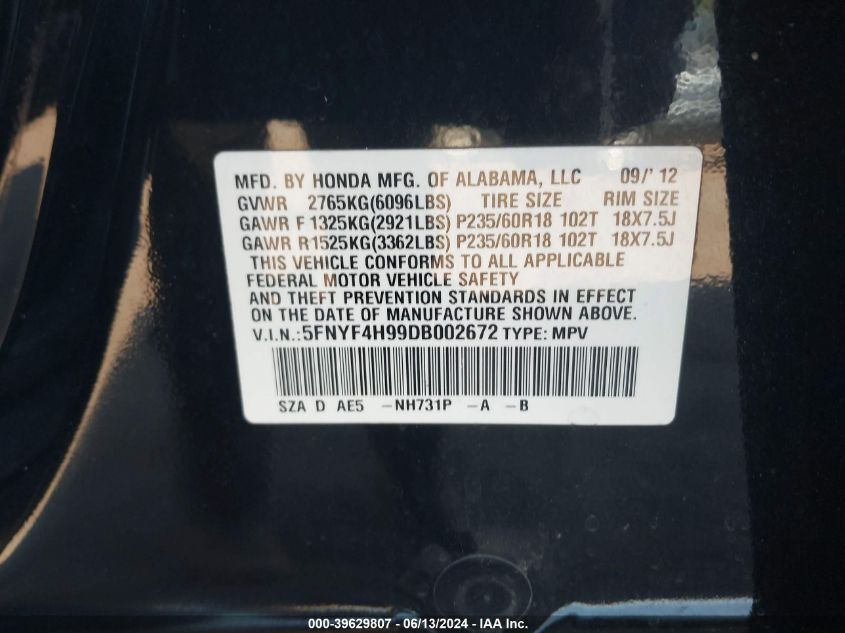 MFD. BY HONDA MFG. OF ALABAMA, LLC 09/'12
GVWR 2765KG(6096LBS) TIRE SIZE RIM SIZE
GAWR F 1325KG(2921LBS) P235/60R18 102T 18X7.5J
GAWR R1525KG(3362LBS) P235/60R18 102T 18X7.5J
THIS VEHICLE CONFORMS TO ALL APPLICABLE
FEDERAL MOTOR VEHICLE SAFETY
AND THEFT PREVENTION STANDARDS IN EFFECT
ON THE DATE OF MANUFACTURE SHOWN ABOVE.
V.I.N.:5FNYF4H99DB002672 TYPE: MPV
SZA D AE5 -NH731P -A -B
000-39629807 - 06/13/2024 - IAA Inc.